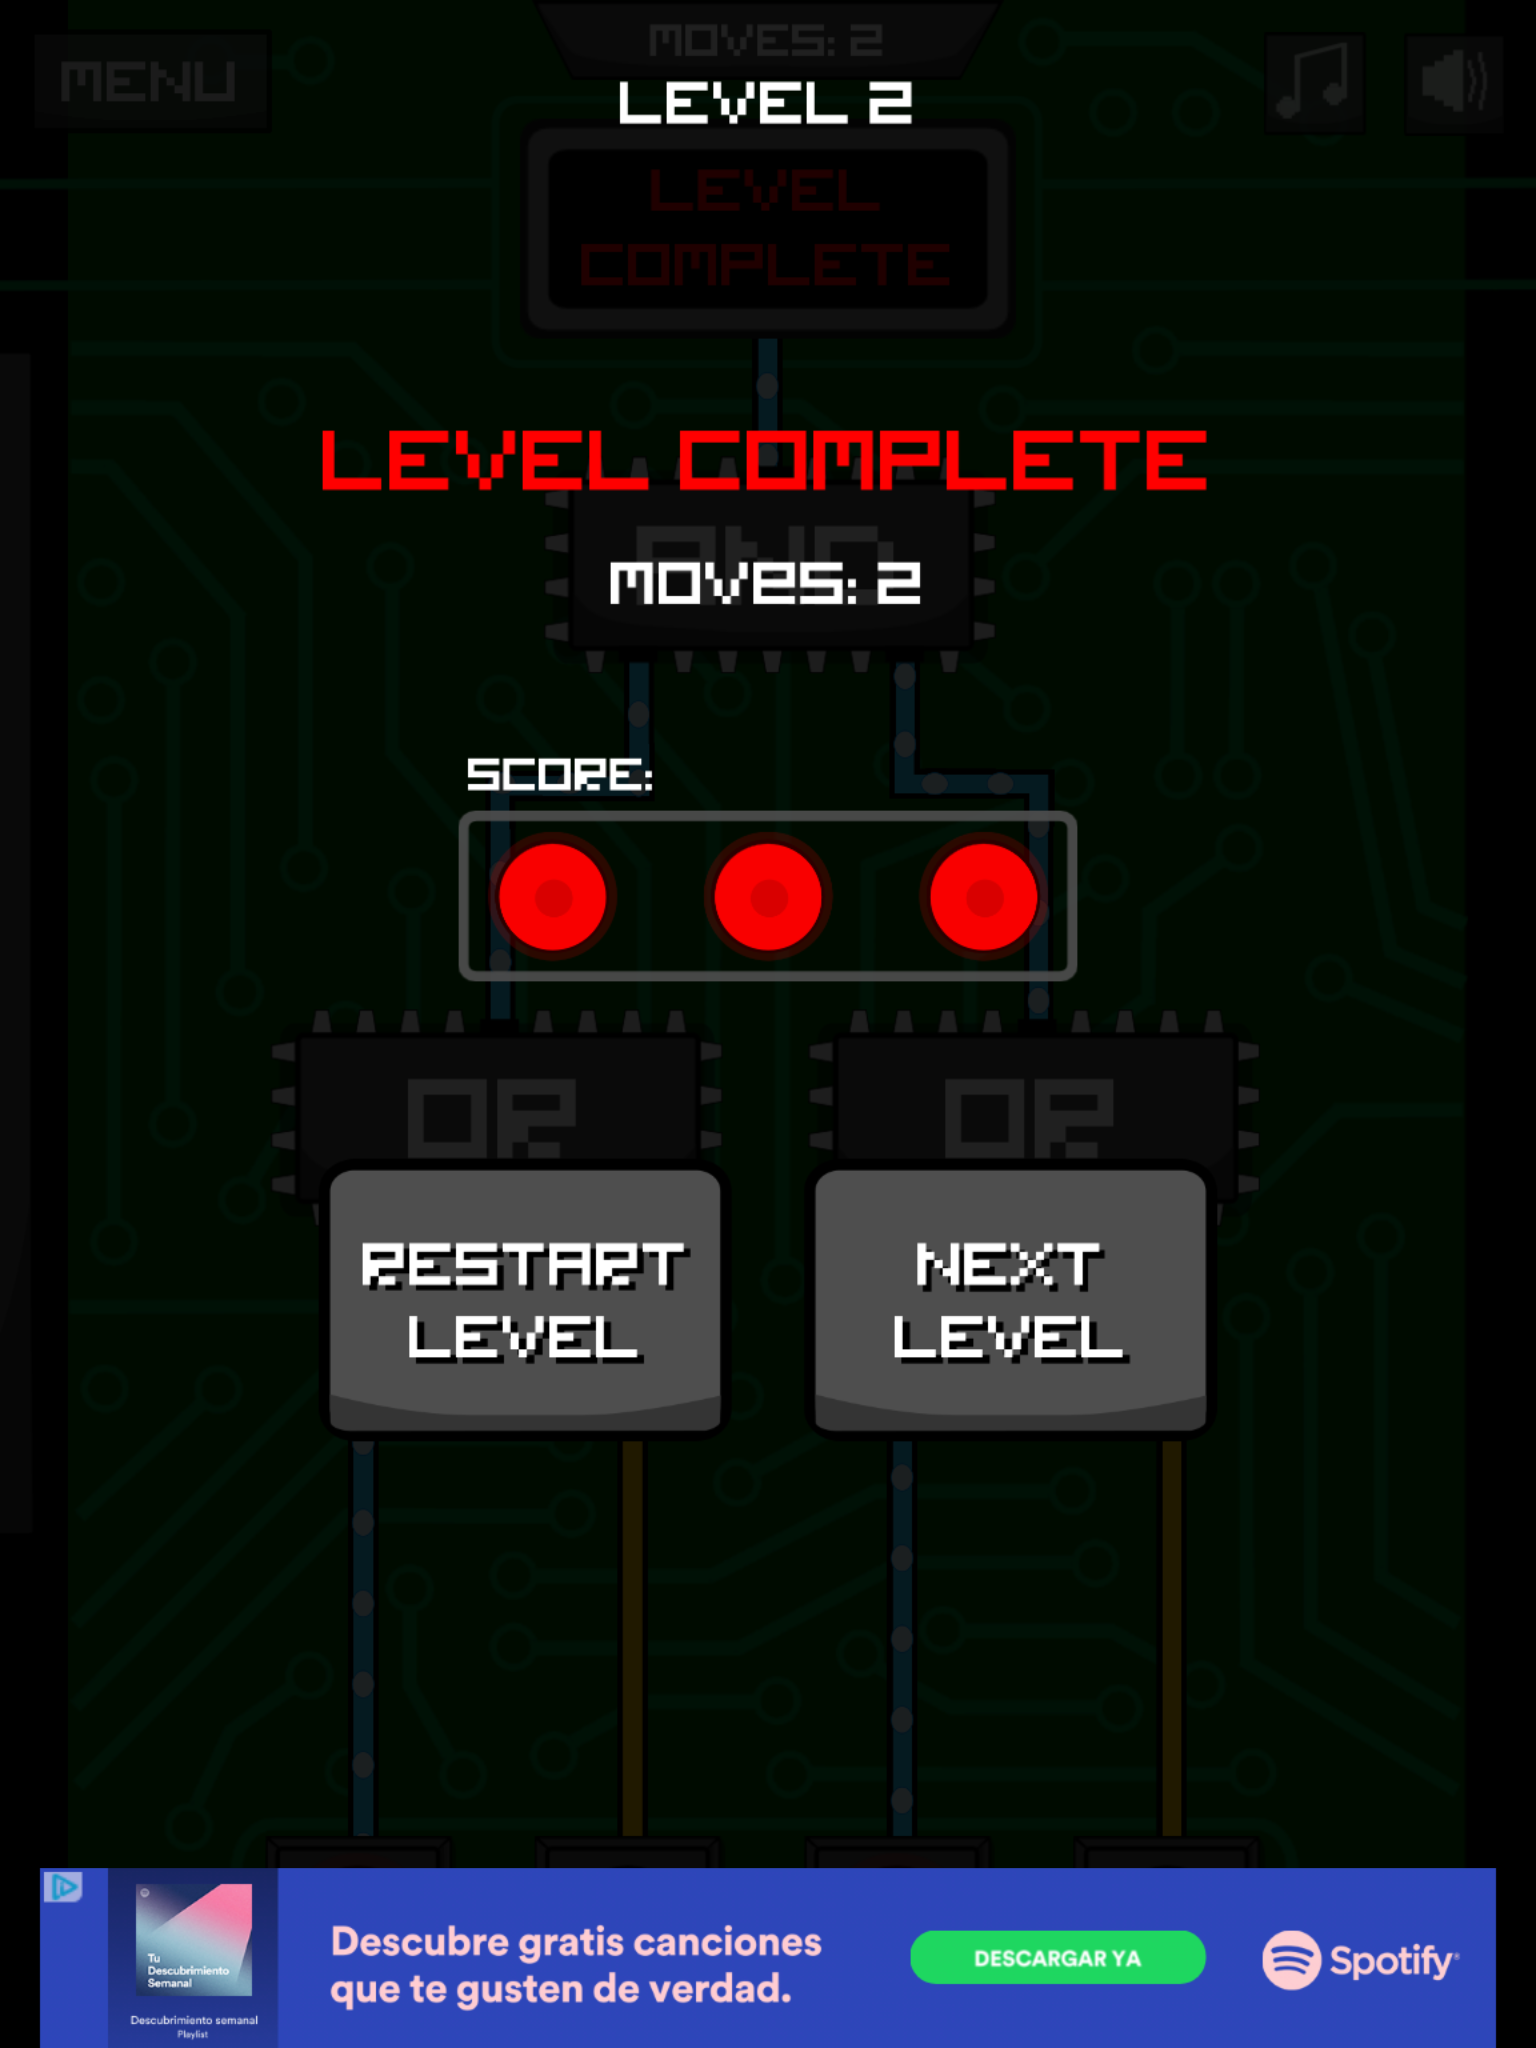 MOVES: 2
MENU
LEVEL 2
LEVEL
COMPLETE
LEVEL COMPLETE
AND
MOVES: 2
SCORE:
OR
OR
RESTART
LEVEL
NEXT
LEVEL
Tu
Descubrimiento
Semanal
Descubrimiento semanal
Playlist
Descubre gratis canciones
que te gusten de verdad.
DESCARGAR YA
Spotify